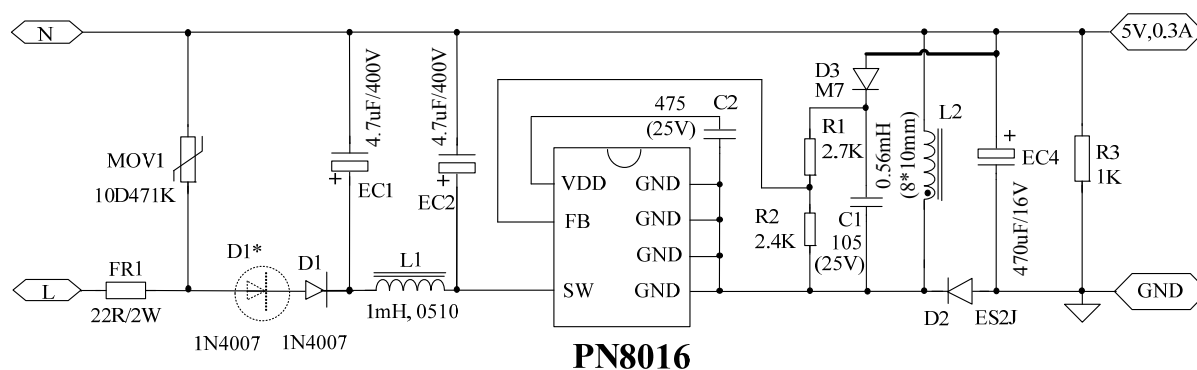 N
5V,0.3A
4.7uF/400V
4.7uF/400V
D3
M7
475
(25V)
C2
L2
0.56mH
(8*10mm)
MOV1
10D471K
R1
2.7K
EC4
R3
1K
EC1
EC2
VDD
GND
FB
GND
GND
SW
GND
R2
2.4K
C1
105
(25V)
470uF/16V
D1*
D1
L1
FR1
L
22R/2W
1mH, 0510
1N4007
1N4007
D2
ES2J
GND
PN8016